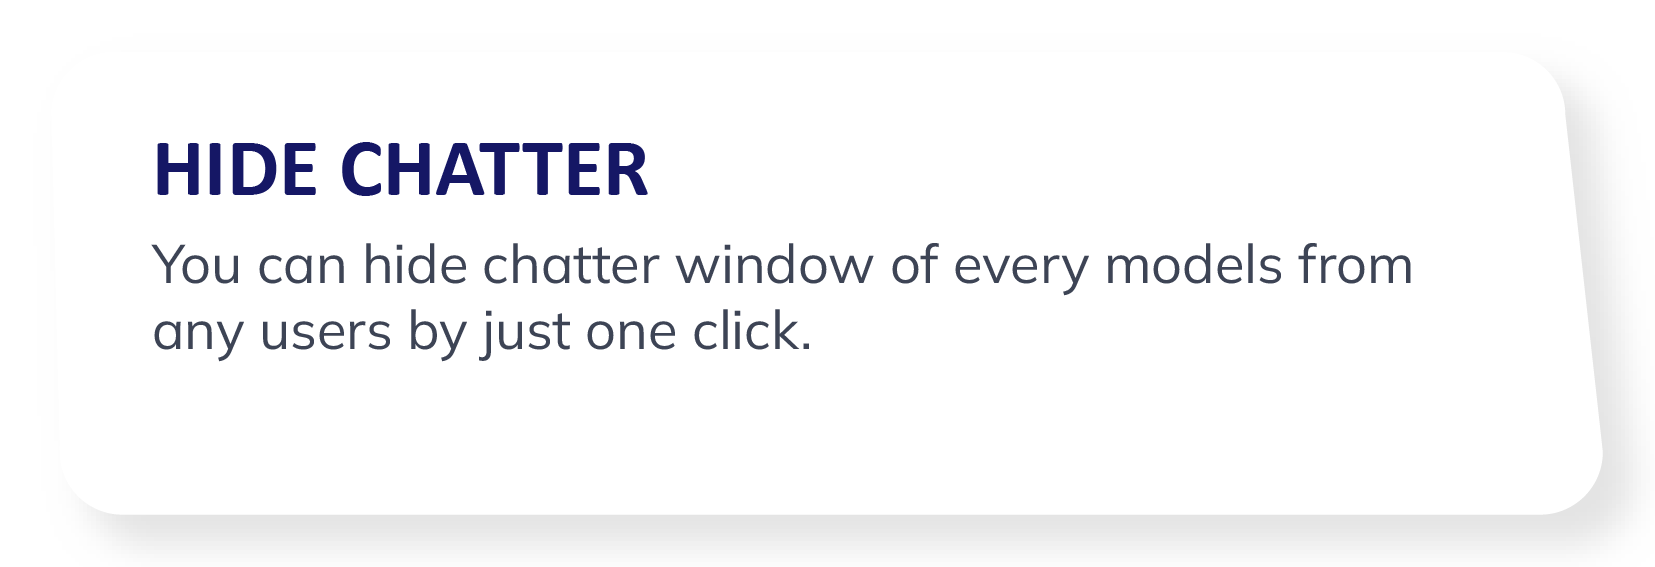 HIDE CHATTER
You can hide chatter window of every models from
any users by just one click.